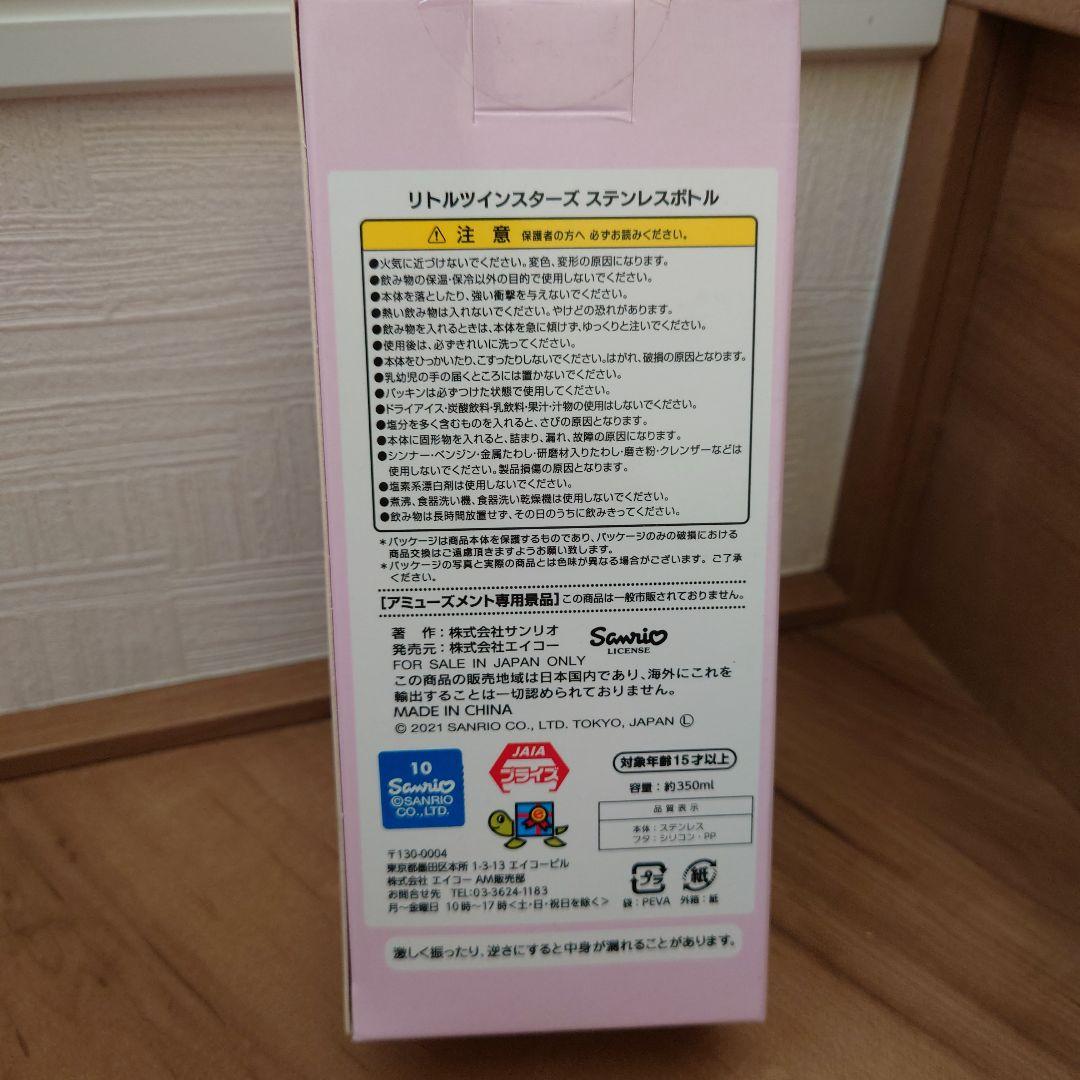 リトルツインスターズ ステンレスボトル
注 意 保護者の方へ 必ずお読みください。
●火気に近づけないでください。変色、変形の原因になります。
●飲み物の保温・保冷以外の目的で使用しないでください。
●本体を落としたり、強い衝撃を与えないでください。
●熱い飲み物は入れないでください。やけどの恐れがあります。
●飲み物を入れるときは、本体を急に傾けず、ゆっくりと注いでください。
●使用後は、必ずきれいに洗ってください。
●本体をひっかいたり、こすったりしないでください。はがれ、破損の原因となります。
●乳幼児の手の届くところには置かないでください。
●パッキンは必ずつけた状態で使用してください。
●ドライアイス・炭酸飲料・乳飲料・果汁・汁物の使用はしないでください。
●塩分を多く含むものを入れると、さびの原因となります。
●本体に固形物を入れると、詰まり、漏れ、故障の原因になります。
●シンナー・ベンジン・金属たわし・研磨材入りたわし・磨き粉・クレンザーなどは
使用しないでください。製品損傷の原因となります。
●塩素系漂白剤は使用しないでください。
●煮沸、食器洗い機、食器洗い乾燥機は使用しないでください。
●飲み物は長時間放置せず、その日のうちに飲みきってください。
*パッケージは商品本体を保護するものであり、パッケージのみの破損における
商品交換はご遠慮頂きますようお願い致します。
*パッケージの写真と実際の商品とは色味が異なる場合がございます。ご了承
ください。
[アミューズメント専用景品]この商品は一般市販されておりません。
著 作：株式会社サンリオ
発売元：株式会社エイコー
Sanrio
LICENSE
FOR SALE IN JAPAN ONLY
この商品の販売地域は日本国内であり、海外にこれを
輸出することは一切認められておりません。
MADE IN CHINA
© 2021 SANRIO CO., LTD. TOKYO, JAPAN Ⓛ
10
Sanrio
©SANRIO
CO.,LTD.
JAIA
プライズ
対象年齢15才以上
容量：約350ml
品質表示
本体：ステンレス
フタ：シリコン・PP
プラ
袋：PEVA
紙
外箱：紙
〒130-0004
東京都墨田区本所 1-3-13 エイコービル
株式会社 エイコー AM販売部
お問合せ先 TEL：03-3624-1183
月～金曜日 10時～17時<土・日・祝日を除く>
激しく振ったり、逆さにすると中身が漏れることがあります。